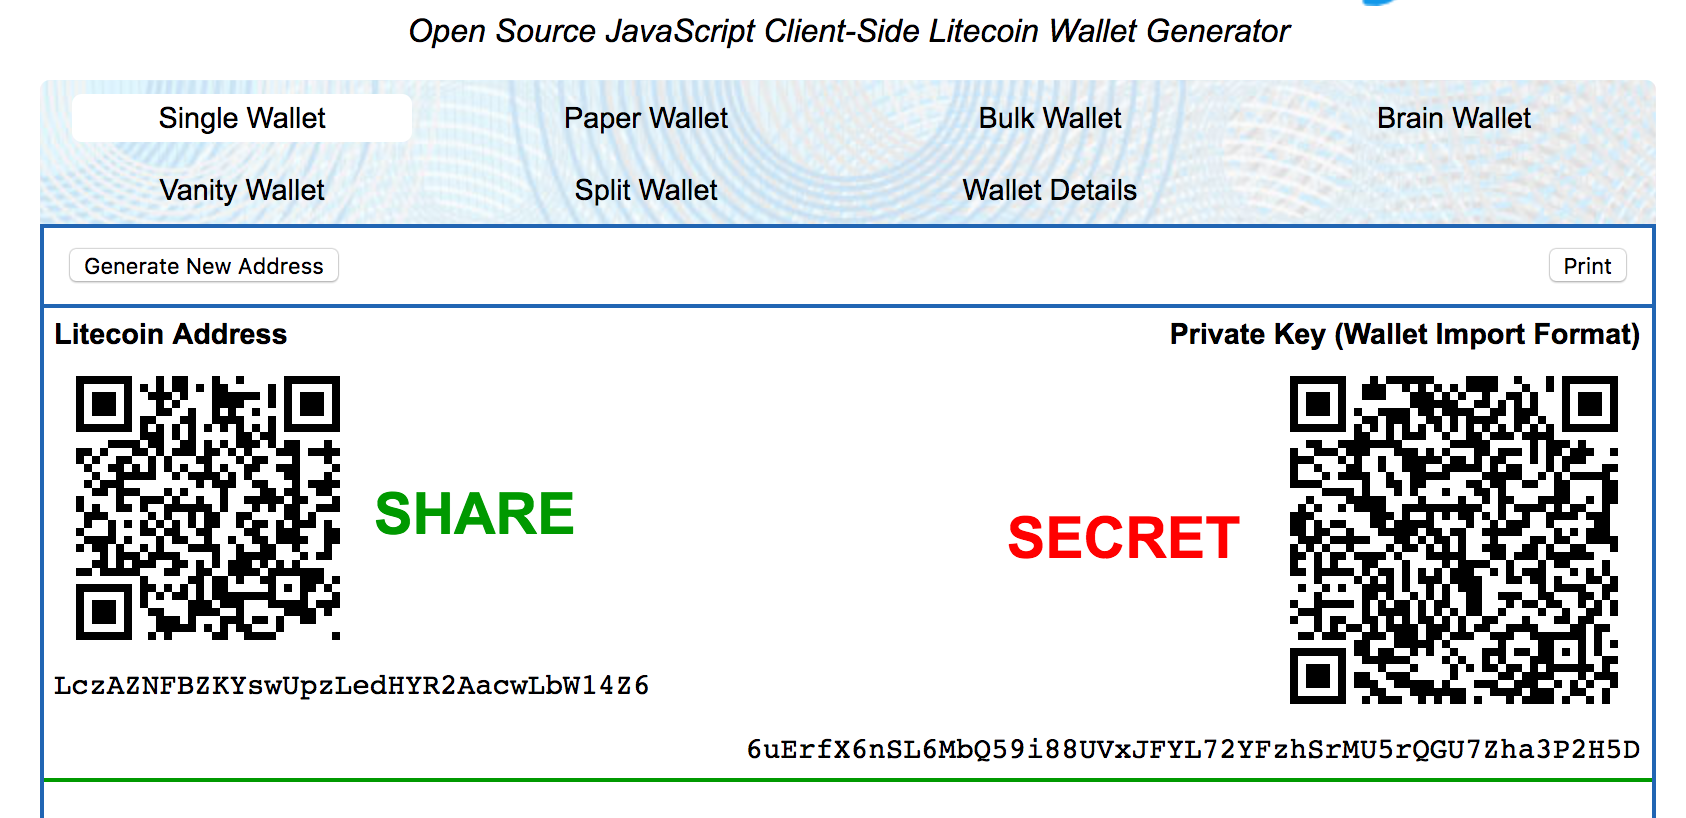 Open Source JavaScript Client-Side Litecoin Wallet Generator
Single Wallet Paper Wallet Bulk Wallet Brain Wallet
Vanity Wallet Split Wallet Wallet Details
Generate New Address Print
Litecoin Address Private Key (Wallet Import Format)
SHARE
SECRET
LczAZNFBZKYswUpzLedHYR2AacwLbW14Z6
6uErfX6nSL6MbQ59i88UVxJFYL72YFzhSrMU5rQGU7Zha3P2H5D